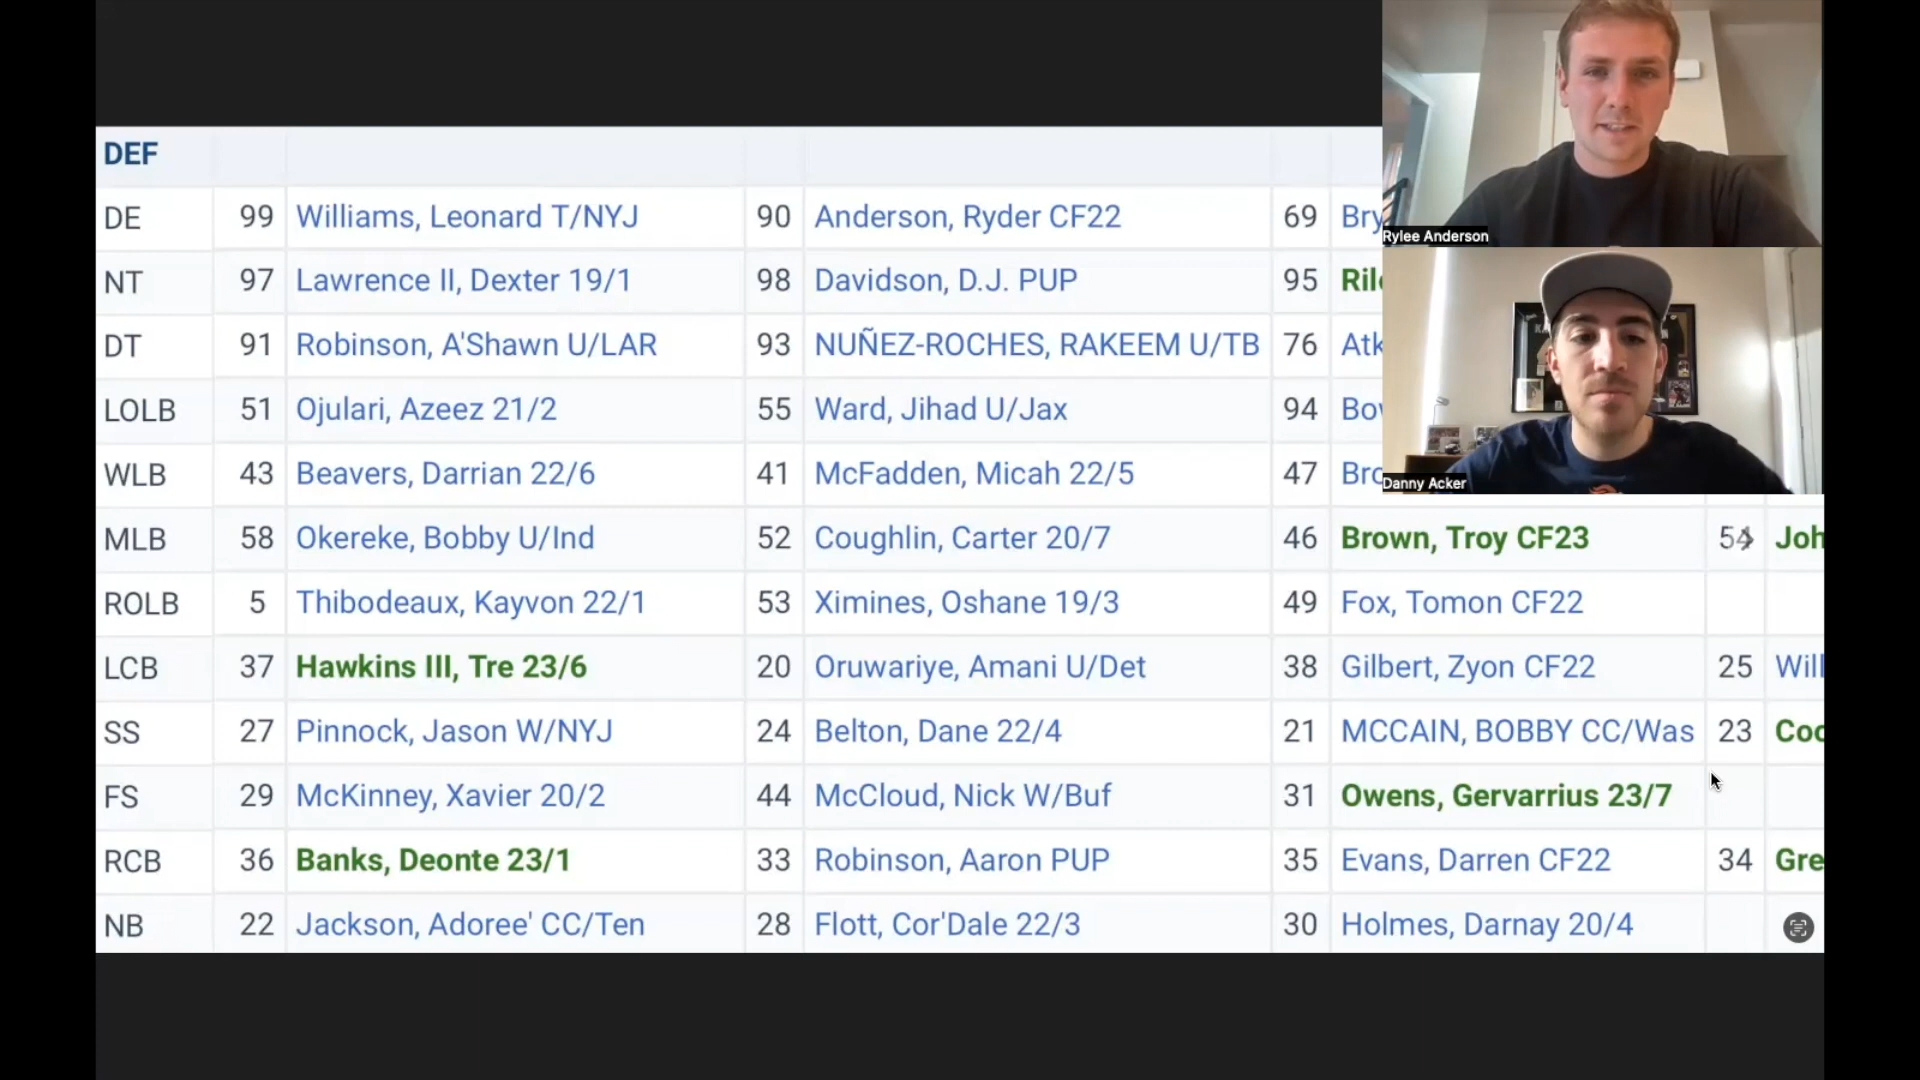 DEF
DE 99 Williams, Leonard T/NYJ 90 Anderson, Ryder CF22 69
NT 97 Lawrence II, Dexter 19/1 98 Davidson, D.J. PUP 95
DT 91 Robinson, A'Shawn U/LAR 93 NUÑEZ-ROCHES, RAKEEM U/TB 76
LOLB 51 Ojulari, Azeez 21/2 55 Ward, Jihad U/Jax 94
WLB 43 Beavers, Darrian 22/6 41 McFadden, Micah 22/5 47
MLB 58 Okereke, Bobby U/Ind 52 Coughlin, Carter 20/7 46 Brown, Troy CF23
ROLB 5 Thibodeaux, Kayvon 22/1 53 Ximines, Oshane 19/3 49 Fox, Tomon CF22
LCB 37 Hawkins III, Tre 23/6 20 Oruwariye, Amani U/Det 38 Gilbert, Zyon CF22 25
SS 27 Pinnock, Jason W/NYJ 24 Belton, Dane 22/4 21 MCCAIN, BOBBY CC/Was 23
FS 29 McKinney, Xavier 20/2 44 McCloud, Nick W/Buf 31 Owens, Gervarrius 23/7
RCB 36 Banks, Deonte 23/1 33 Robinson, Aaron PUP 35 Evans, Darren CF22 34
NB 22 Jackson, Adoree' CC/Ten 28 Flott, Cor'Dale 22/3 30 Holmes, Darnay 20/4
Rylee Anderson
Danny Acker